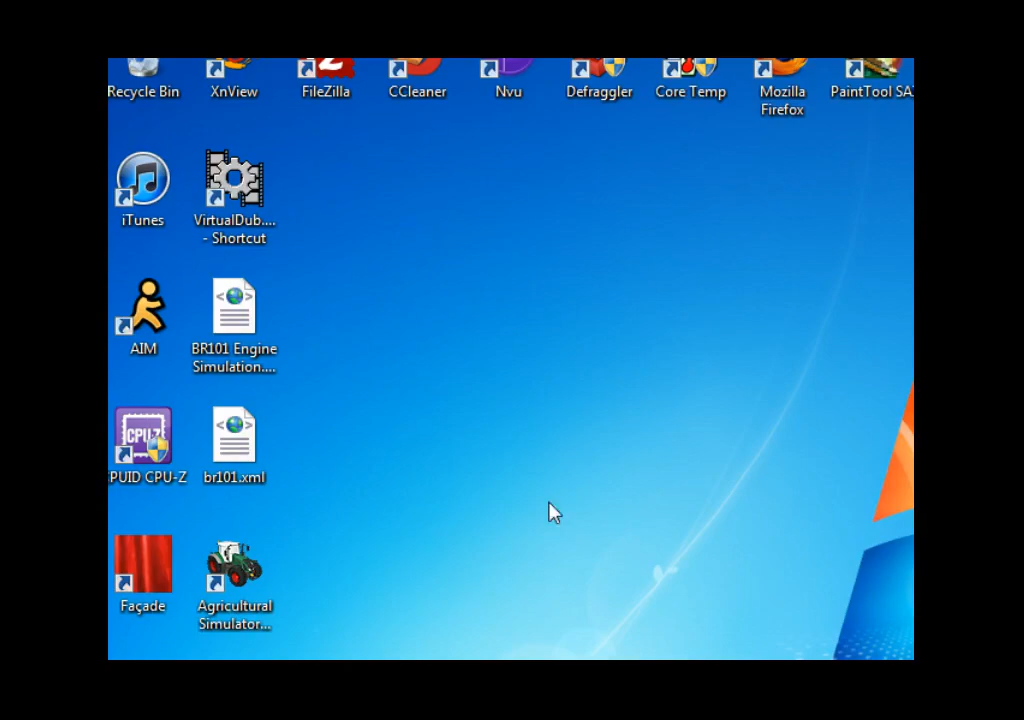 Recycle Bin XnView FileZilla CCleaner Nvu Defraggler Core Temp Mozilla Firefox PaintTool SA
iTunes VirtualDub.... - Shortcut
AIM BR101 Engine Simulation....
CPU-Z
PUID CPU-Z br101.xml
Façade Agricultural Simulator...